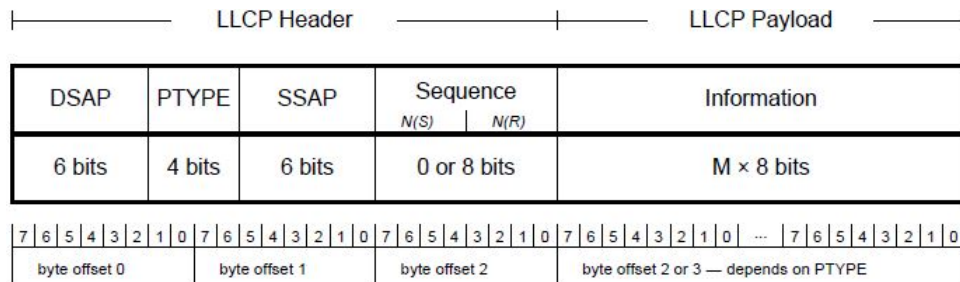 LLCP Header LLCP Payload
DSAP PTYPE SSAP Sequence Information
N(S) N(R)
6 bits 4 bits 6 bits 0 or 8 bits M × 8 bits
7 6 5 4 3 2 1 0 7 6 5 4 3 2 1 0 7 6 5 4 3 2 1 0 7 6 5 4 3 2 1 0 ... 7 6 5 4 3 2 1 0
byte offset 0 byte offset 1 byte offset 2 byte offset 2 or 3 — depends on PTYPE